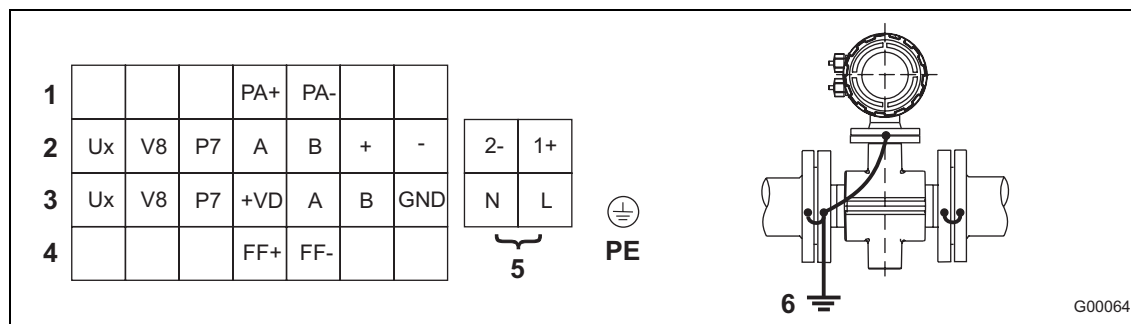 1 PA+ PA-
2 Ux V8 P7 A B + - 2- 1+
3 Ux V8 P7 +VD A B GND N L
4 FF+ FF-
5
PE
6
G00064